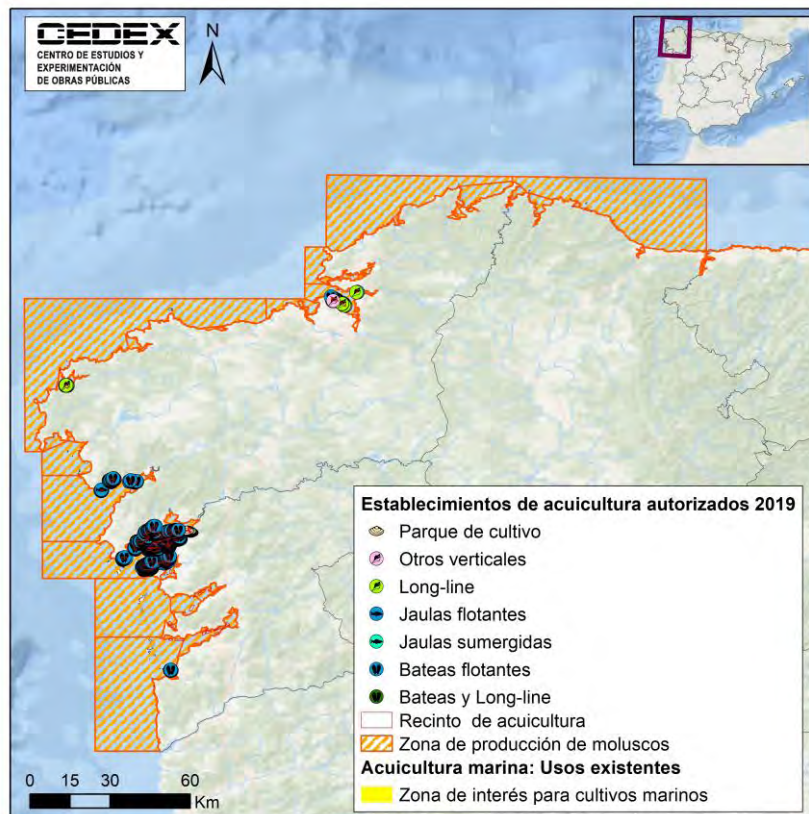 CEDEX
CENTRO DE ESTUDIOS Y
EXPERIMENTACIÓN
DE OBRAS PÚBLICAS
N
Establecimientos de acuicultura autorizados 2019
Parque de cultivo
Otros verticales
Long-line
Jaulas flotantes
Jaulas sumergidas
Bateas flotantes
Bateas y Long-line
Recinto de acuicultura
Zona de producción de moluscos
Acuicultura marina: Usos existentes
Zona de interés para cultivos marinos
0 15 30 60
Km